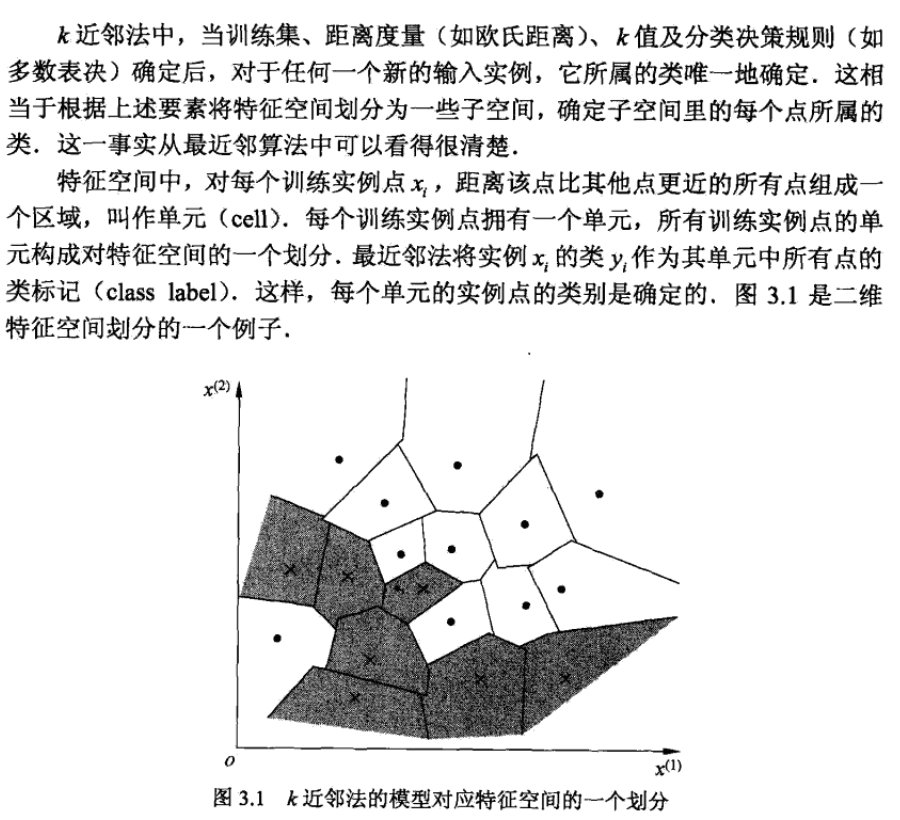 k 近邻法中，当训练集、距离度量（如欧氏距离）、k 值及分类决策规则（如
多数表决）确定后，对于任何一个新的输入实例，它所属的类唯一地确定．这相
当于根据上述要素将特征空间划分为一些子空间，确定子空间里的每个点所属的
类．这一事实从最近邻算法中可以看得很清楚．
特征空间中，对每个训练实例点 xᵢ，距离该点比其他点更近的所有点组成一
个区域，叫作单元（cell）．每个训练实例点拥有一个单元，所有训练实例点的单
元构成对特征空间的一个划分．最近邻法将实例 xᵢ 的类 yᵢ 作为其单元中所有点的
类标记（class label）．这样，每个单元的实例点的类别是确定的．图 3.1 是二维
特征空间划分的一个例子．
x⁽²⁾
O
x⁽¹⁾
图 3.1 k 近邻法的模型对应特征空间的一个划分